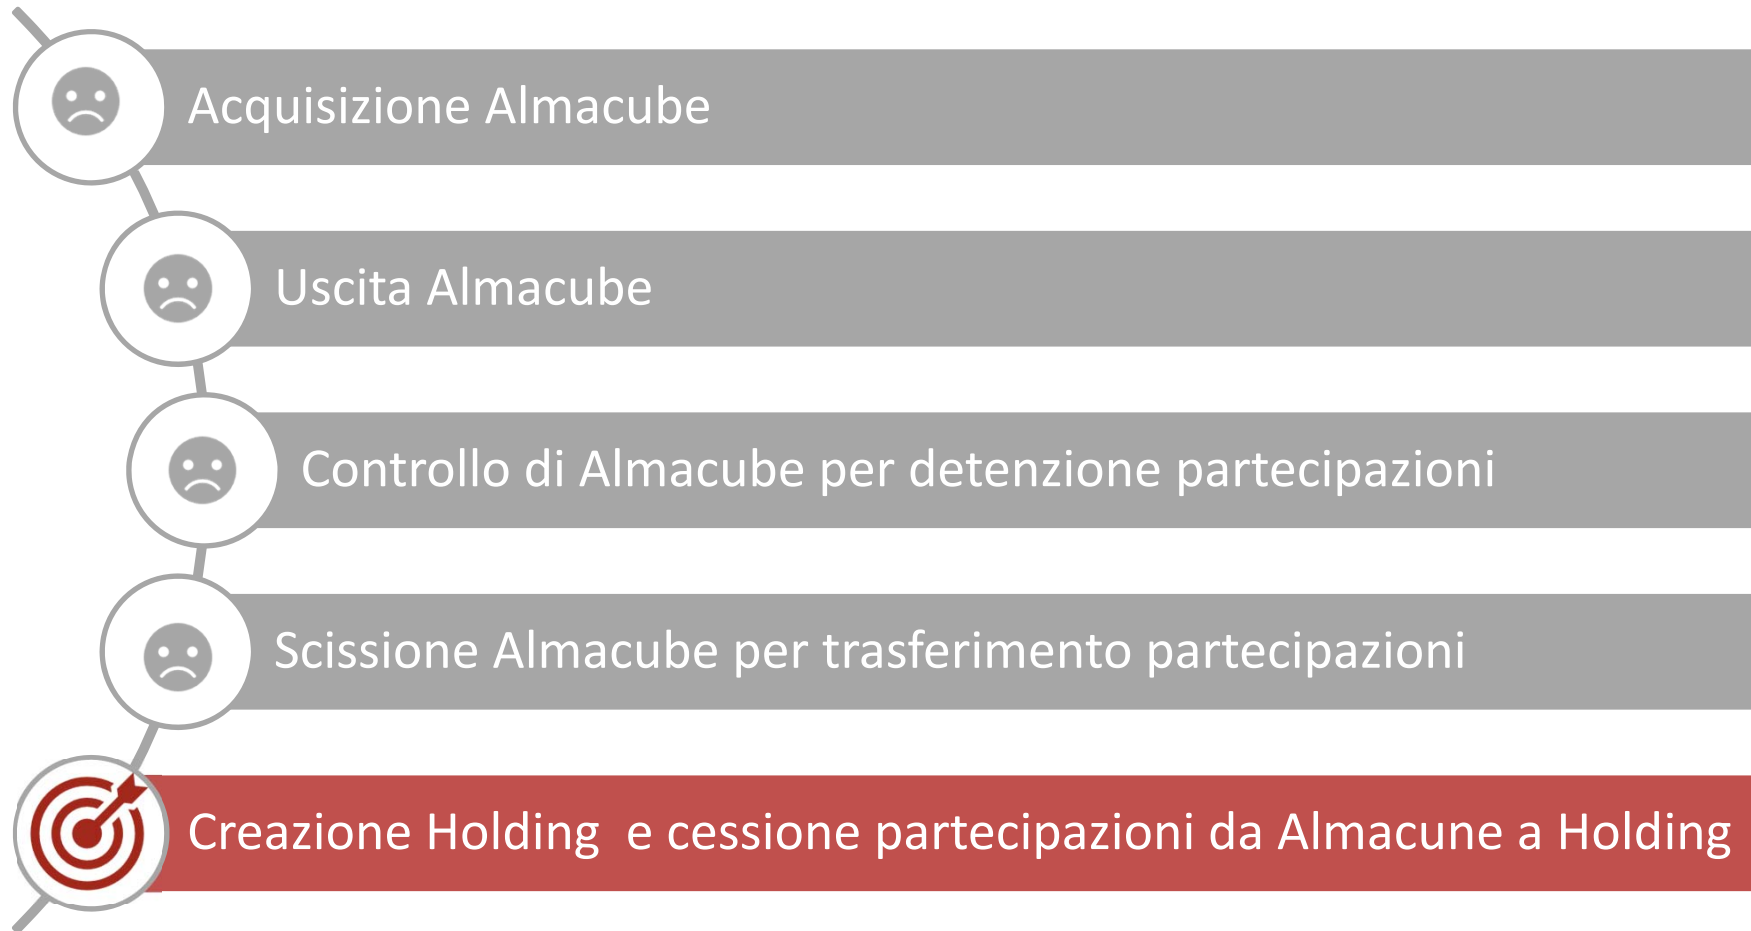 Acquisizione Almacube
Uscita Almacube
Controllo di Almacube per detenzione partecipazioni
Scissione Almacube per trasferimento partecipazioni
Creazione Holding  e cessione partecipazioni da Almacune a Holding